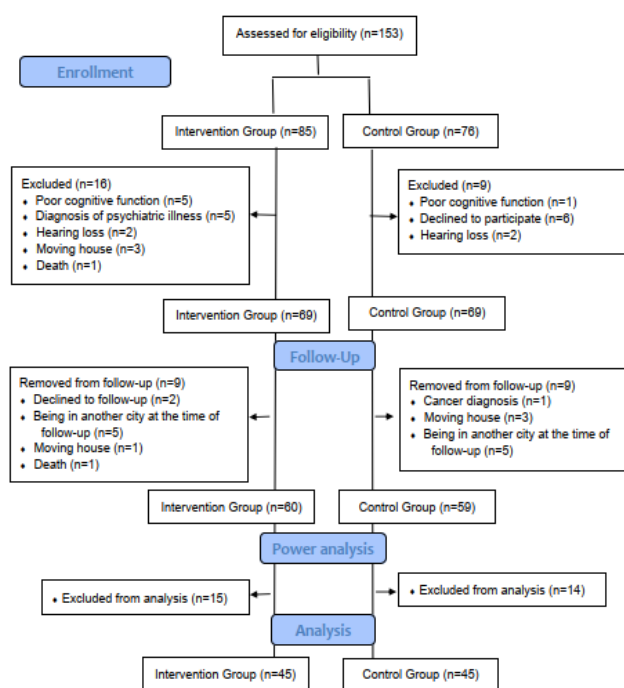 Assessed for eligibility (n=153)
Enrollment
Intervention Group (n=85)
Control Group (n=76)
Excluded (n=16)
♦ Poor cognitive function (n=5)
♦ Diagnosis of psychiatric illness (n=5)
♦ Hearing loss (n=2)
♦ Moving house (n=3)
♦ Death (n=1)
Excluded (n=9)
♦ Poor cognitive function (n=1)
♦ Declined to participate (n=6)
♦ Hearing loss (n=2)
Intervention Group (n=69)
Control Group (n=69)
Follow-Up
Removed from follow-up (n=9)
♦ Declined to follow-up (n=2)
♦ Being in another city at the time of
follow-up (n=5)
♦ Moving house (n=1)
♦ Death (n=1)
Removed from follow-up (n=9)
♦ Cancer diagnosis (n=1)
♦ Moving house (n=3)
♦ Being in another city at the time of
follow-up (n=5)
Intervention Group (n=60)
Control Group (n=59)
Power analysis
♦ Excluded from analysis (n=15)
♦ Excluded from analysis (n=14)
Analysis
Intervention Group (n=45)
Control Group (n=45)